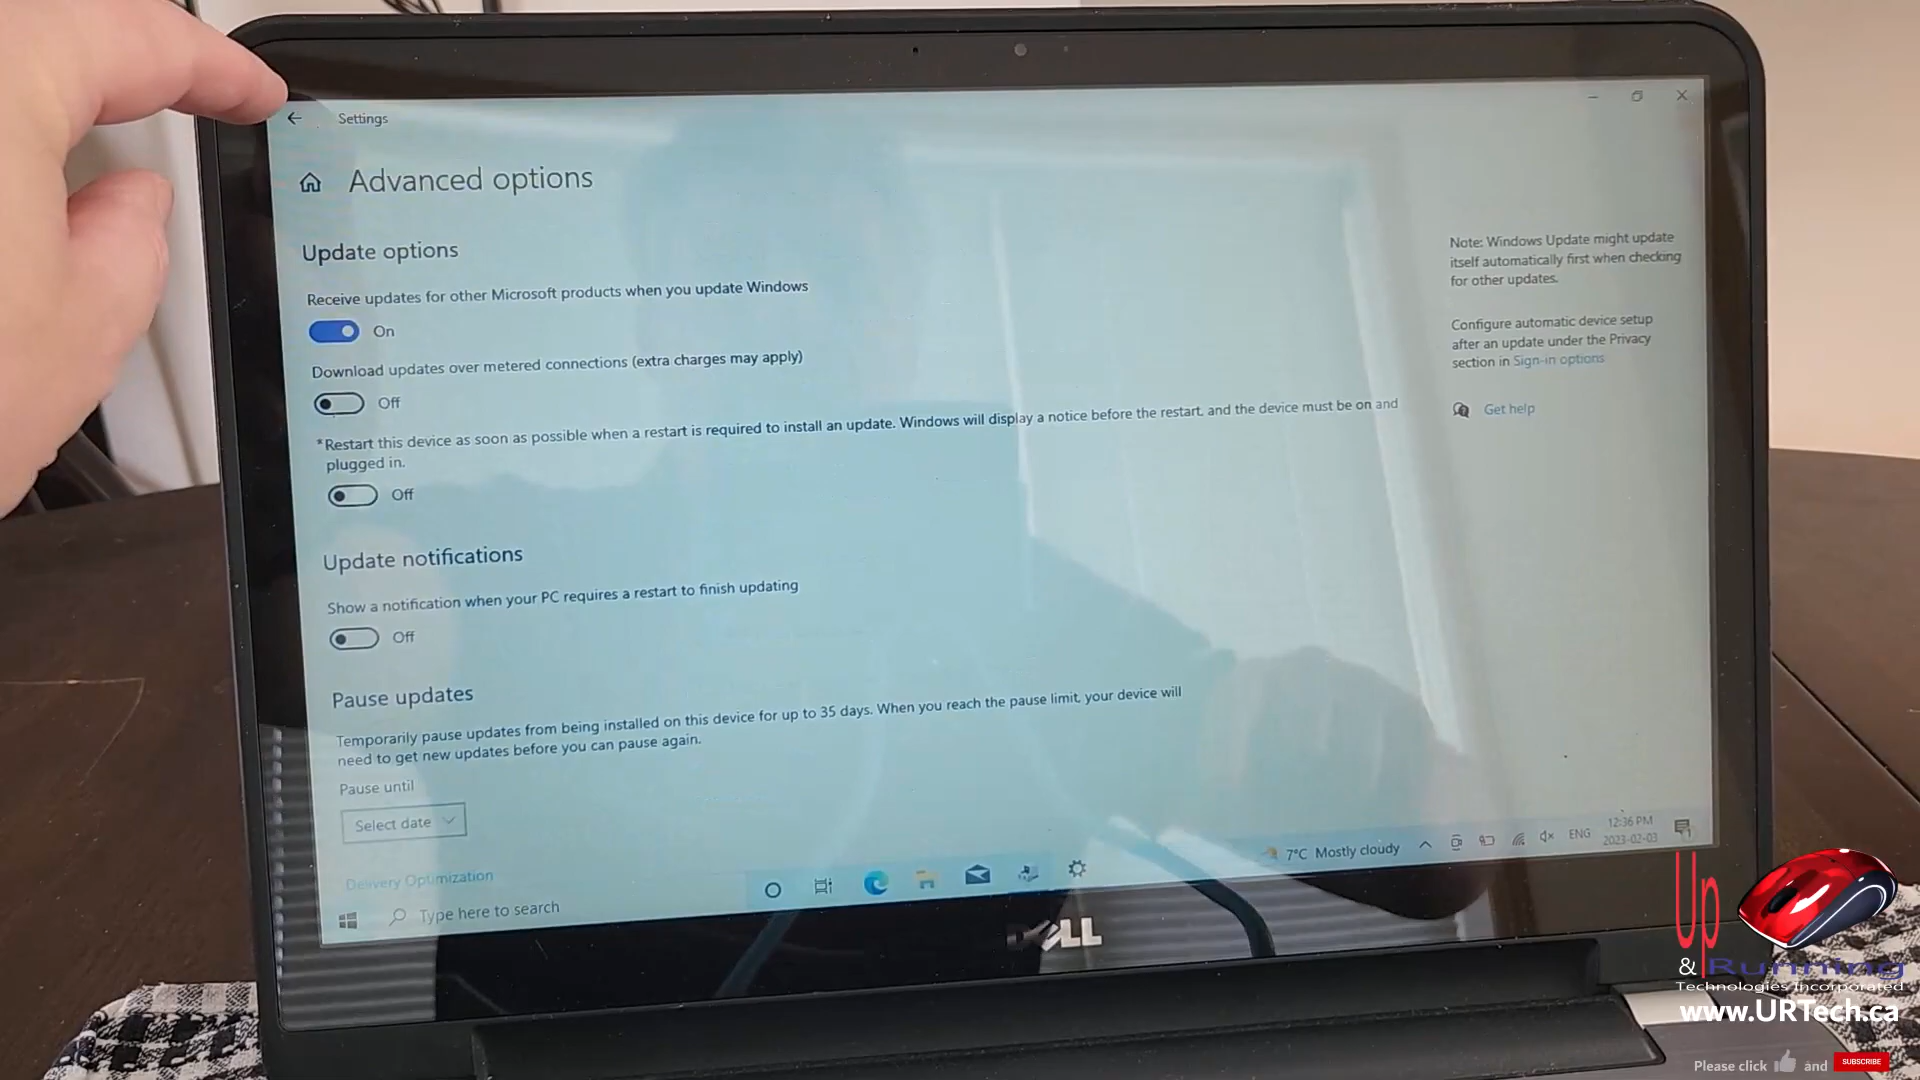 Settings
Advanced options
Update options
Receive updates for other Microsoft products when you update Windows
On
Download updates over metered connections (extra charges may apply)
Off
*Restart this device as soon as possible when a restart is required to install an update. Windows will display a notice before the restart, and the device must be on and
plugged in.
Off
Update notifications
Show a notification when your PC requires a restart to finish updating
Off
Pause updates
Temporarily pause updates from being installed on this device for up to 35 days. When you reach the pause limit, your device will
need to get new updates before you can pause again.
Pause until
Select date
Delivery Optimization
Note: Windows Update might update
itself automatically first when checking
for other updates.
Configure automatic device setup
after an update under the Privacy
section in Sign-in options
Get help
Type here to search
7°C Mostly cloudy
ENG
12:36 PM
2023-02-03
DELL
Up
& Running
Technologies Incorporated
www.URTech.ca
Please click and SUBSCRIBE